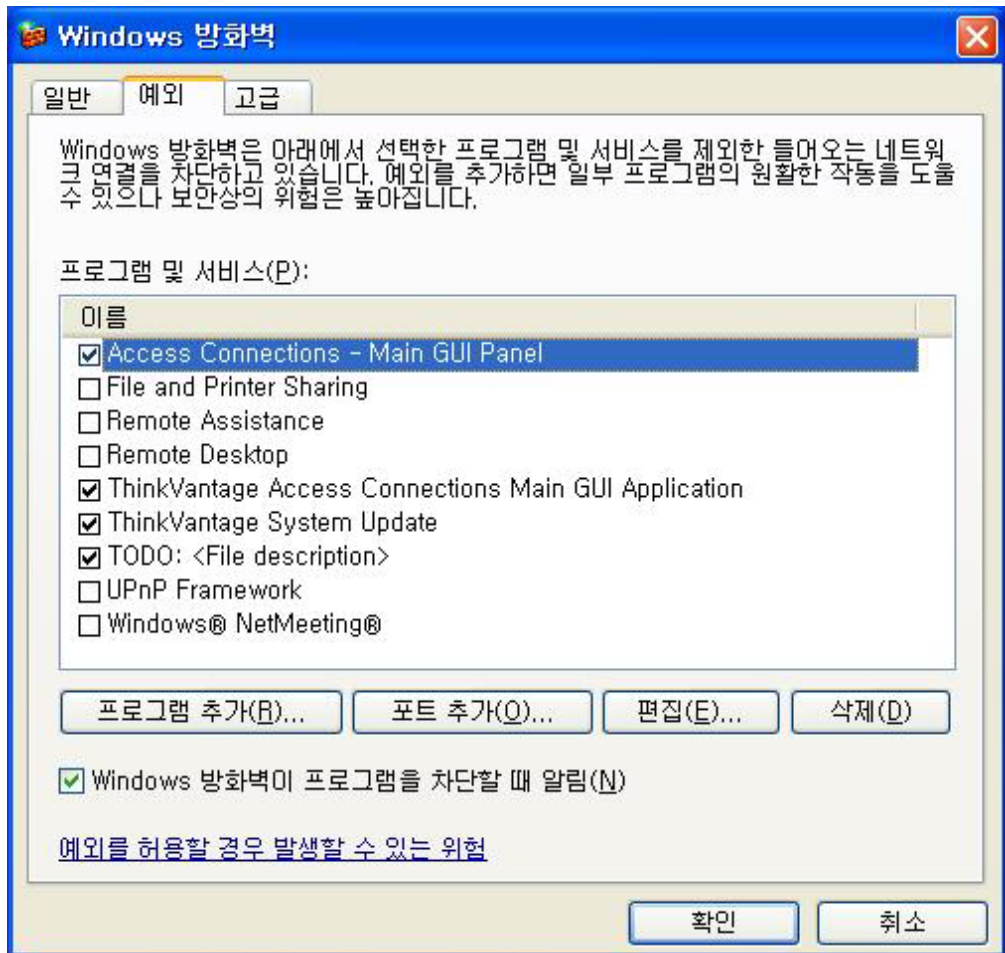 Windows 방화벽
일반 예외 고급
Windows 방화벽은 아래에서 선택한 프로그램 및 서비스를 제외한 들어오는 네트워
크 연결을 차단하고 있습니다. 예외를 추가하면 일부 프로그램의 원활한 작동을 도울
수 있으나 보안상의 위험은 높아집니다.
프로그램 및 서비스(P):
이름
Access Connections - Main GUI Panel
File and Printer Sharing
Remote Assistance
Remote Desktop
ThinkVantage Access Connections Main GUI Application
ThinkVantage System Update
TODO: <File description>
UPnP Framework
Windows® NetMeeting®
프로그램 추가(R)... 포트 추가(O)... 편집(E)... 삭제(D)
Windows 방화벽이 프로그램을 차단할 때 알림(N)
예외를 허용할 경우 발생할 수 있는 위험
확인 취소